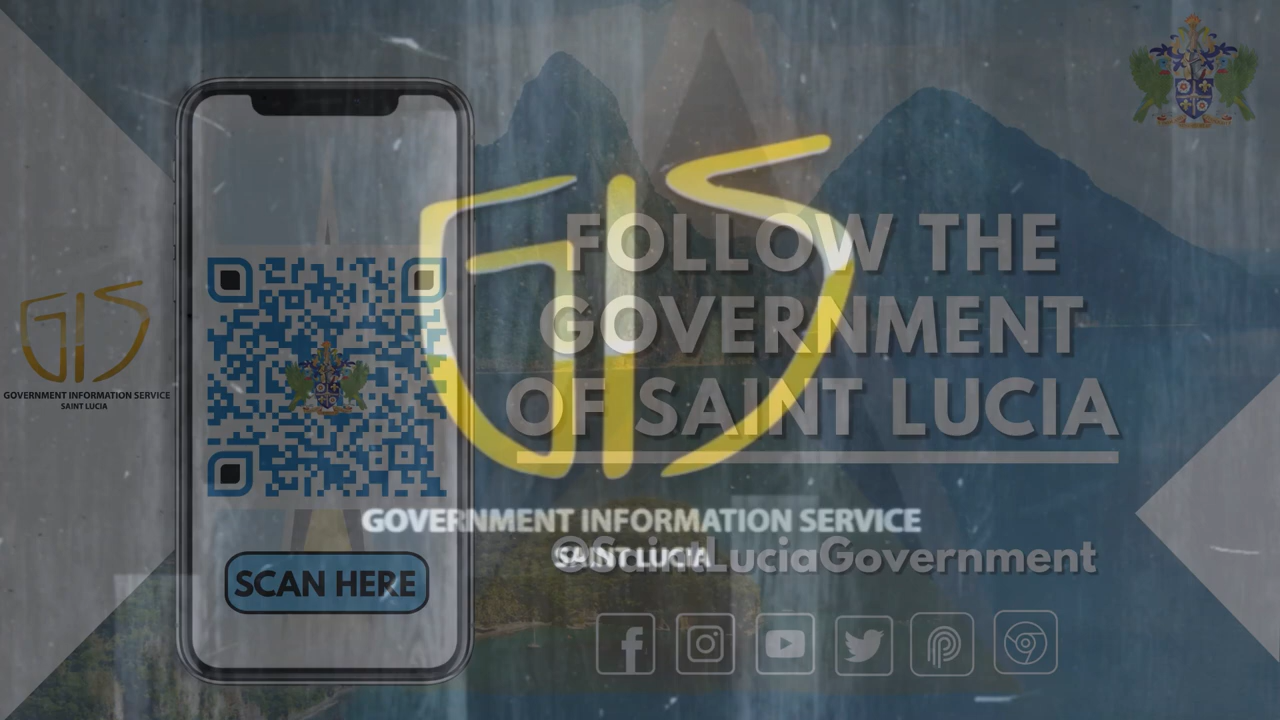 GIS
GOVERNMENT INFORMATION SERVICE
SAINT LUCIA
SCAN HERE
GIS
GOVERNMENT INFORMATION SERVICE
SAINT LUCIA
FOLLOW THE
GOVERNMENT
OF SAINT LUCIA
@SaintLuciaGovernment